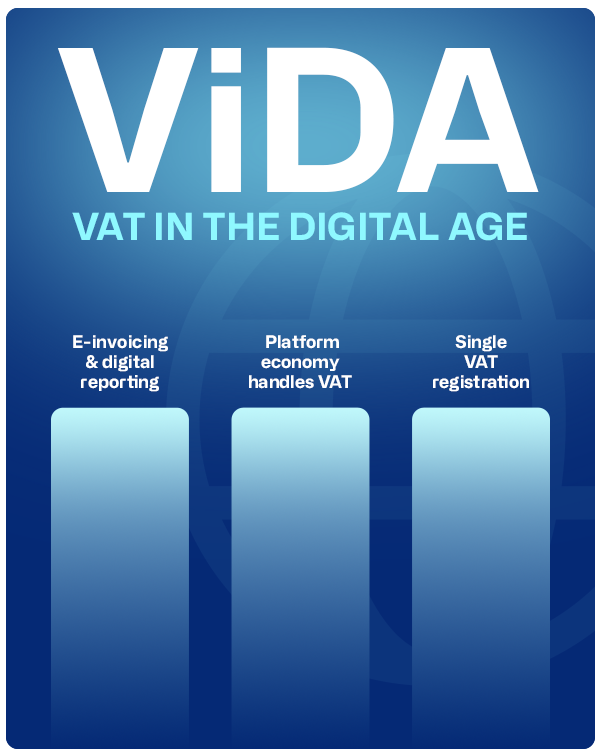 ViDA
VAT IN THE DIGITAL AGE
E-invoicing
& digital
reporting
Platform
economy
handles VAT
Single
VAT
registration